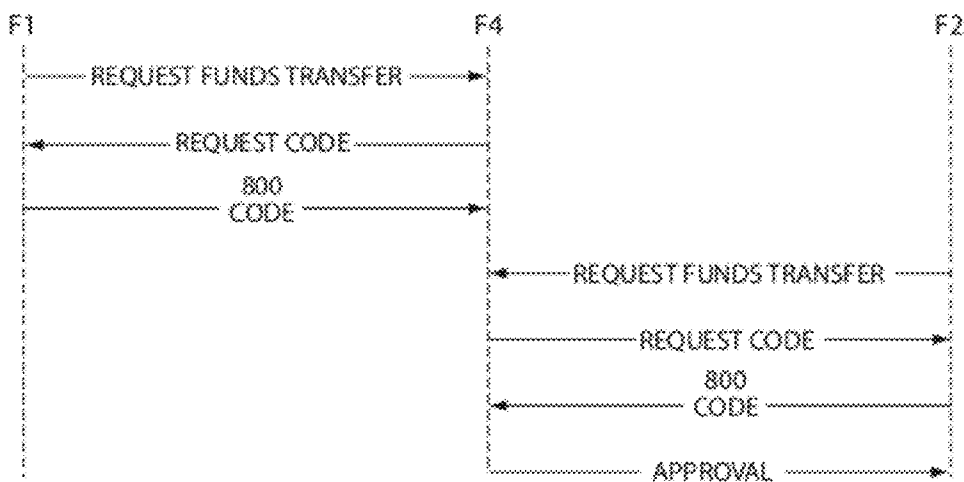 F1 F4 F2
REQUEST FUNDS TRANSFER
REQUEST CODE
800
CODE
REQUEST FUNDS TRANSFER
REQUEST CODE
800
CODE
APPROVAL